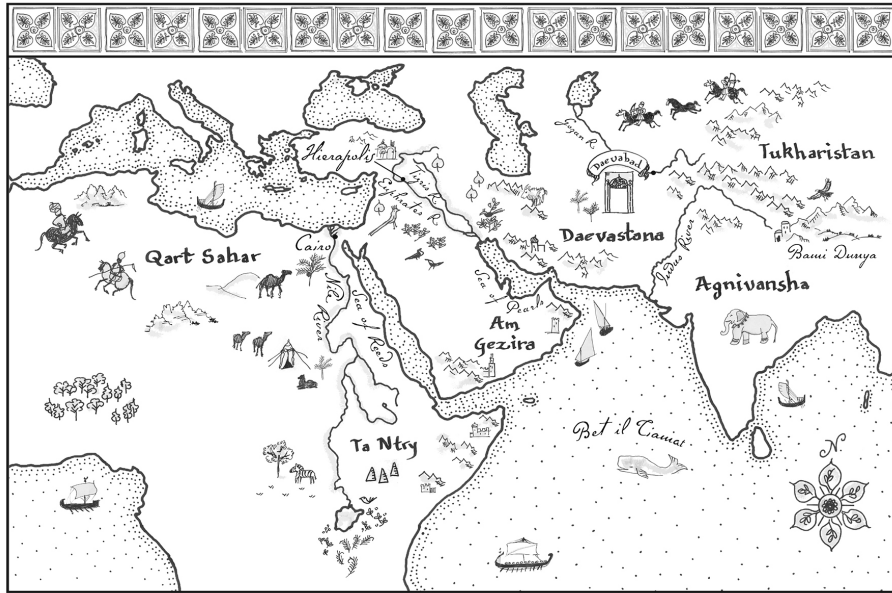 Hierapolis
Tigris R.
Euphrates R.
Gozan R.
Daevabad
Tukharistan
Cairo
Qart Sahar
Daevastana
Bami Dunya
Indus River
Agnivansha
Nile River
Sea of Reeds
Sea of Pearls
Am
Gezira
Bet il Tiamat
Ta Ntry
N